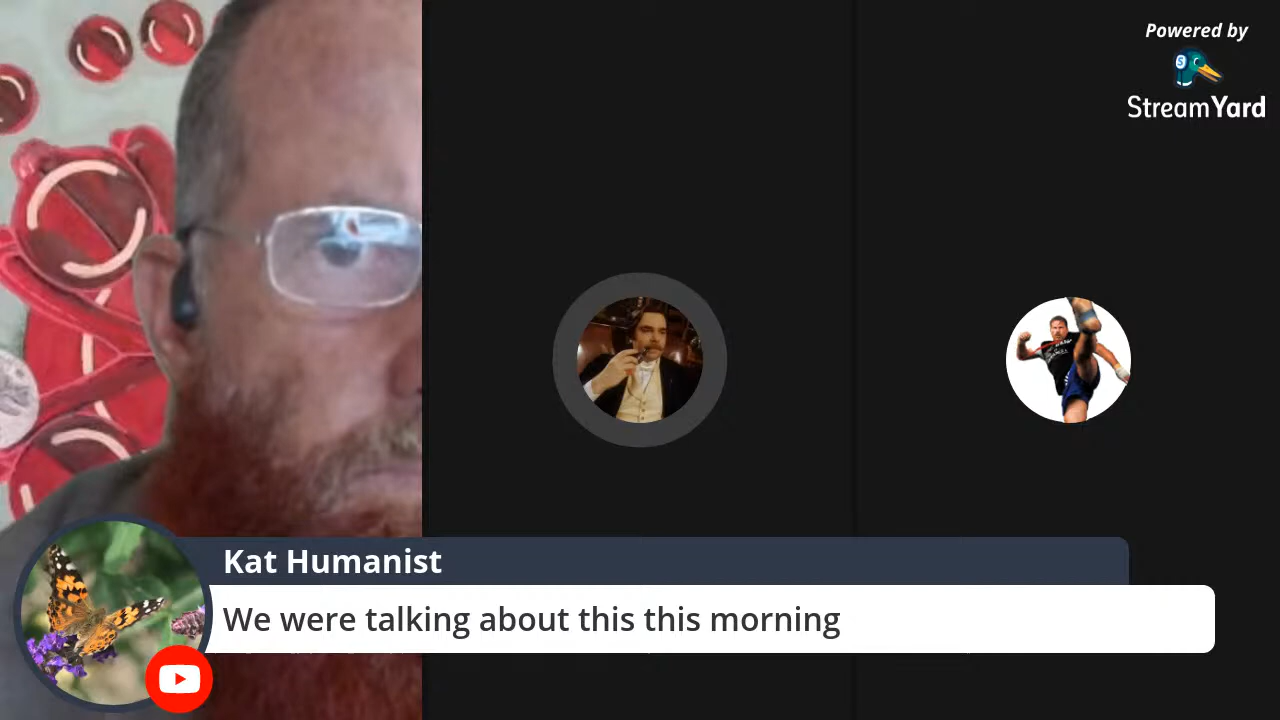 Powered by
S
StreamYard
Kat Humanist
We were talking about this this morning